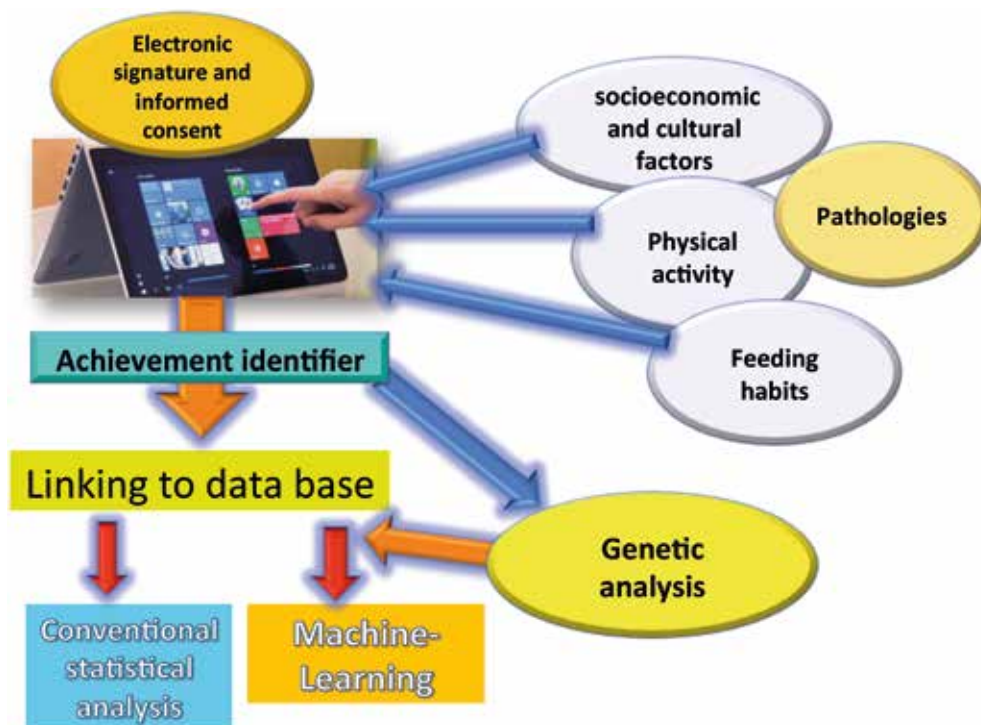 Electronic
signature and
informed
consent
socioeconomic
and cultural
factors
Pathologies
Physical
activity
Feeding
habits
Achievement identifier
Linking to data base
Genetic
analysis
Conventional
statistical
analysis
Machine-
Learning